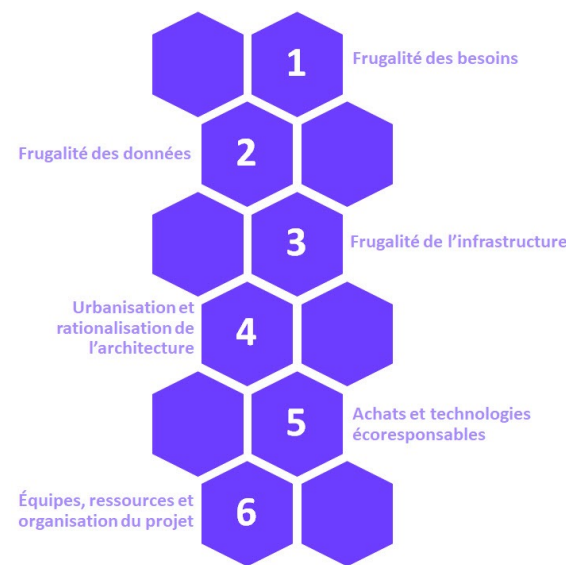 1
Frugalité des besoins
Frugalité des données
2
3
Frugalité de l’infrastructure
Urbanisation et
rationalisation de
l’architecture
4
5
Achats et technologies
écoresponsables
Équipes, ressources et
organisation du projet
6